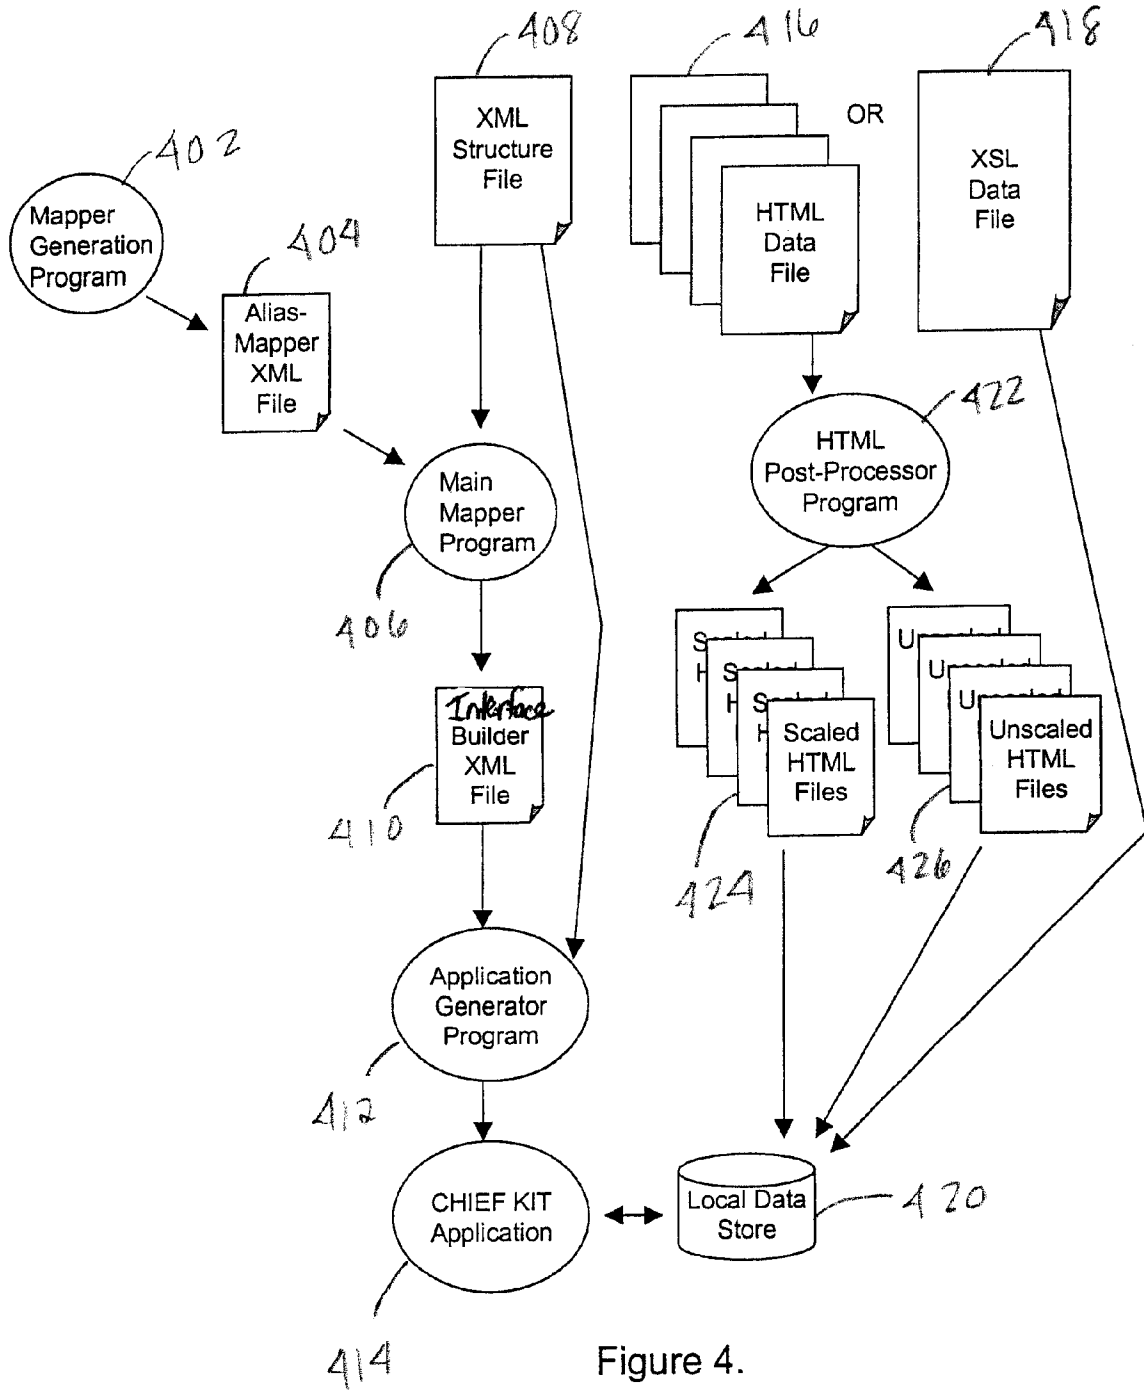 408
416
418
XML
Structure
File
OR
XSL
Data
File
402
Mapper
Generation
Program
404
HTML
Data
File
Alias-
Mapper
XML
File
422
HTML
Post-Processor
Program
Main
Mapper
Program
406
Interface
Builder
XML
File
410
Scaled
HTML
Files
424
Unscaled
HTML
Files
426
Application
Generator
Program
412
CHIEF KIT
Application
414
Local Data
Store
420
Figure 4.